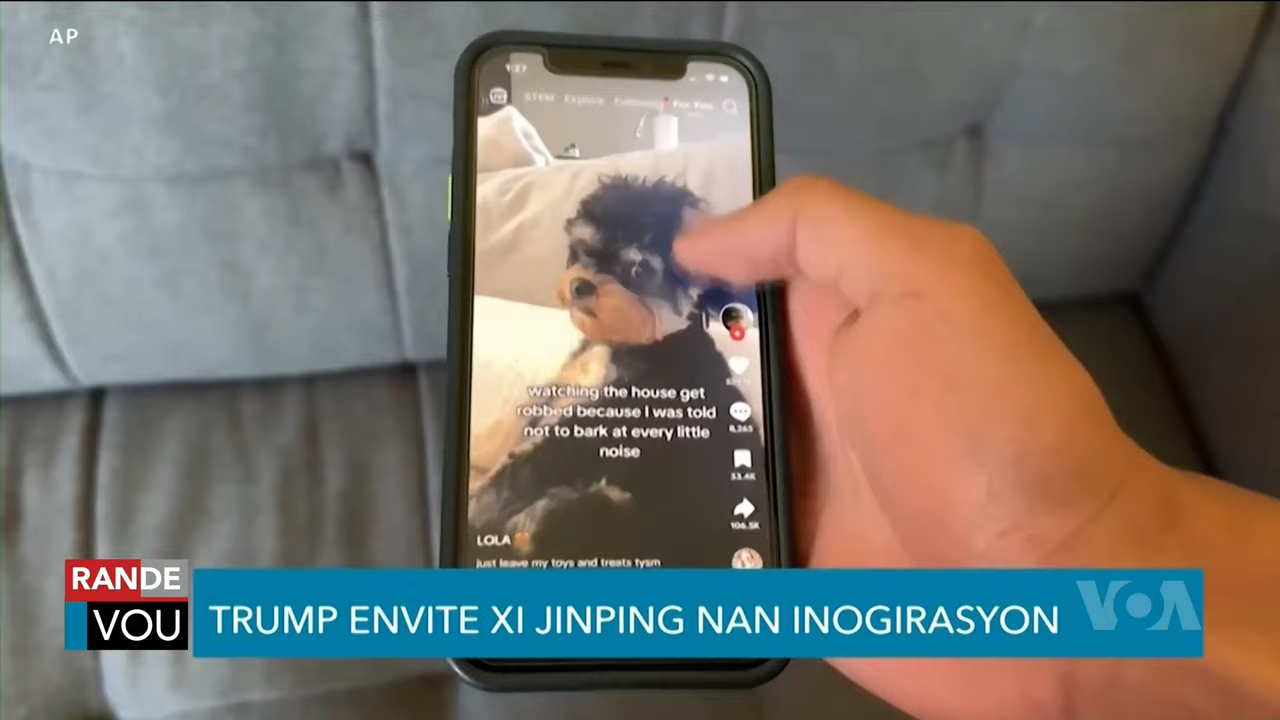 AP
1:27
STEM Explore Following For You
watching the house get
robbed because I was told
not to bark at every little
noise
8,265
33.4K
106.5K
LOLA
just leave my toys and treats tysm
RANDE
VOU
TRUMP ENVITE XI JINPING NAN INOGIRASYON
VOA